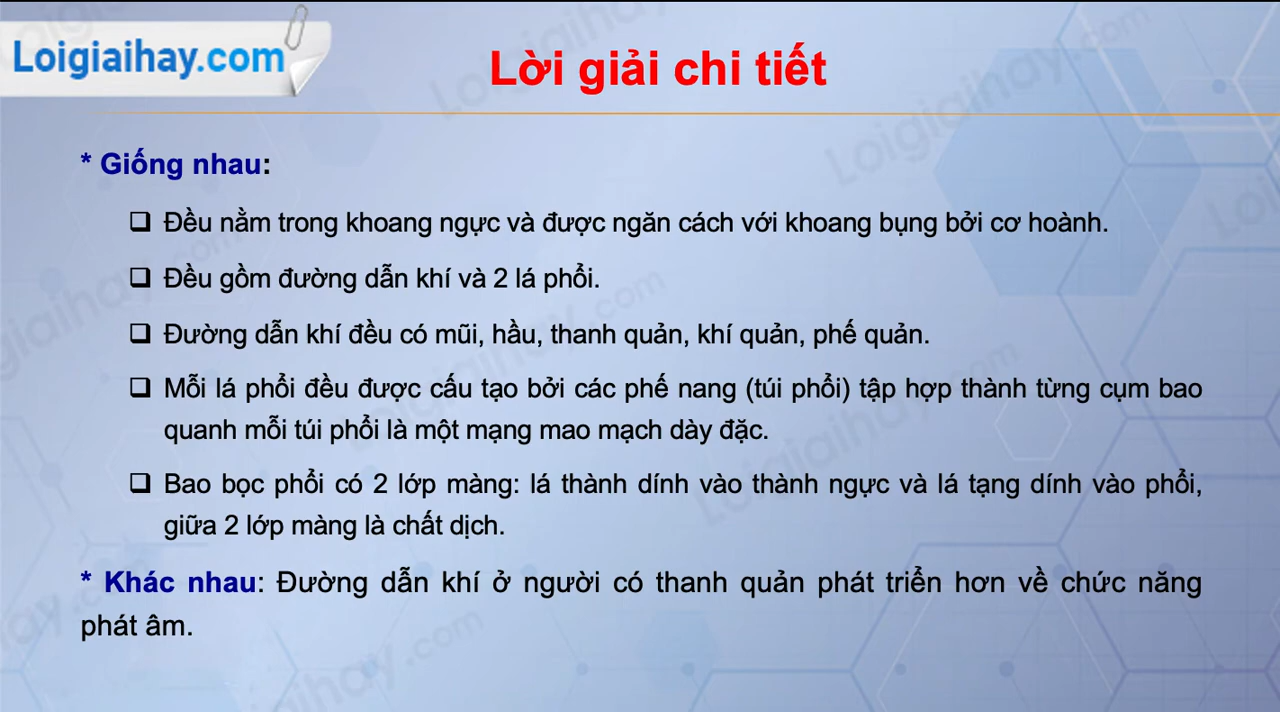 Loigiaihay.com
Lời giải chi tiết
* Giống nhau:
❑ Đều nằm trong khoang ngực và được ngăn cách với khoang bụng bởi cơ hoành.
❑ Đều gồm đường dẫn khí và 2 lá phổi.
❑ Đường dẫn khí đều có mũi, hầu, thanh quản, khí quản, phế quản.
❑ Mỗi lá phổi đều được cấu tạo bởi các phế nang (túi phổi) tập hợp thành từng cụm bao
quanh mỗi túi phổi là một mạng mao mạch dày đặc.
❑ Bao bọc phổi có 2 lớp màng: lá thành dính vào thành ngực và lá tạng dính vào phổi,
giữa 2 lớp màng là chất dịch.
* Khác nhau: Đường dẫn khí ở người có thanh quản phát triển hơn về chức năng
phát âm.